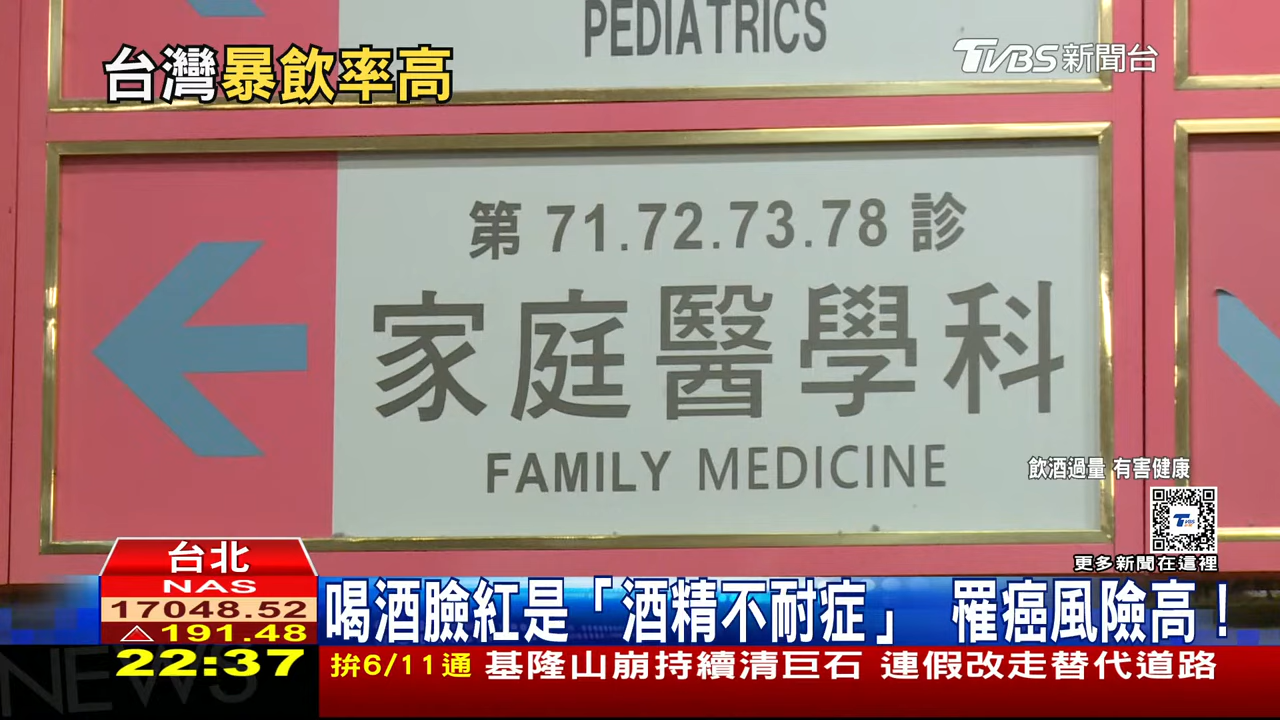 PEDIATRICS
台灣暴飲率高
TVBS新聞台
第71.72.73.78診
家庭醫學科
FAMILY MEDICINE
飲酒過量 有害健康
TVBS
更多新聞在這裡
台北
NAS
17048.52
191.48
22:37
喝酒臉紅是「酒精不耐症」 罹癌風險高!
拚6/11通 基隆山崩持續清巨石 連假改走替代道路
NEWS